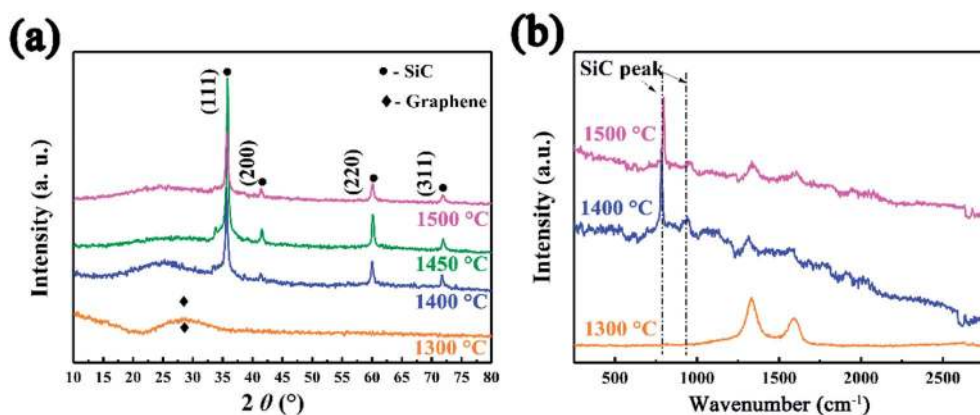 (a)
(111)
● - SiC
♦ - Graphene
(200)
(220)
(311)
1500 °C
1450 °C
1400 °C
1300 °C
Intensity (a. u.)
10 15 20 25 30 35 40 45 50 55 60 65 70 75 80
2 θ (°)
(b)
SiC peak
1500 °C
1400 °C
1300 °C
Intensity (a.u.)
500 1000 1500 2000 2500
Wavenumber (cm⁻¹)